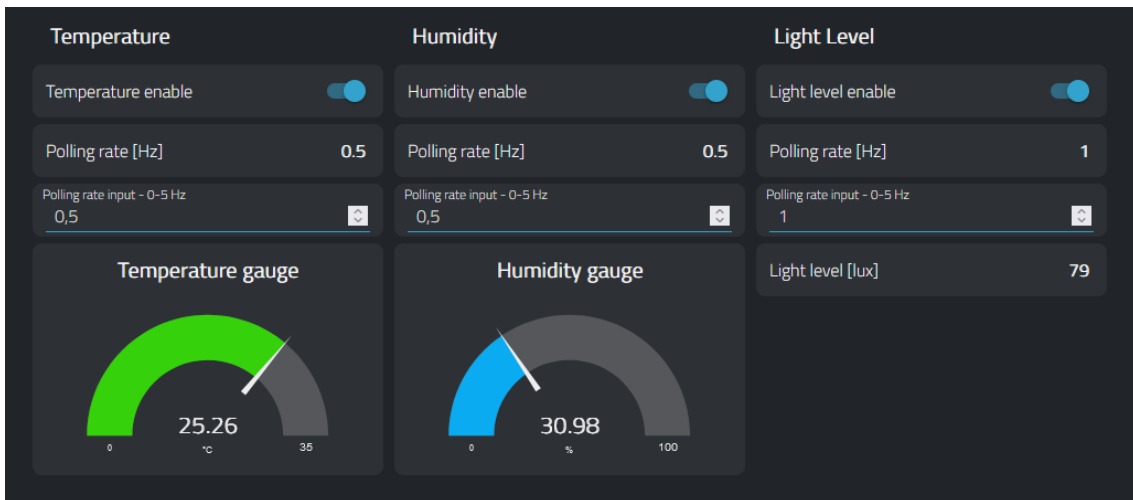 Temperature
Temperature enable
Polling rate [Hz] 0.5
Polling rate input - 0-5 Hz
0,5
Temperature gauge
25.26
0 °C 35
Humidity
Humidity enable
Polling rate [Hz] 0.5
Polling rate input - 0-5 Hz
0,5
Humidity gauge
30.98
0 % 100
Light Level
Light level enable
Polling rate [Hz] 1
Polling rate input - 0-5 Hz
1
Light level [lux] 79